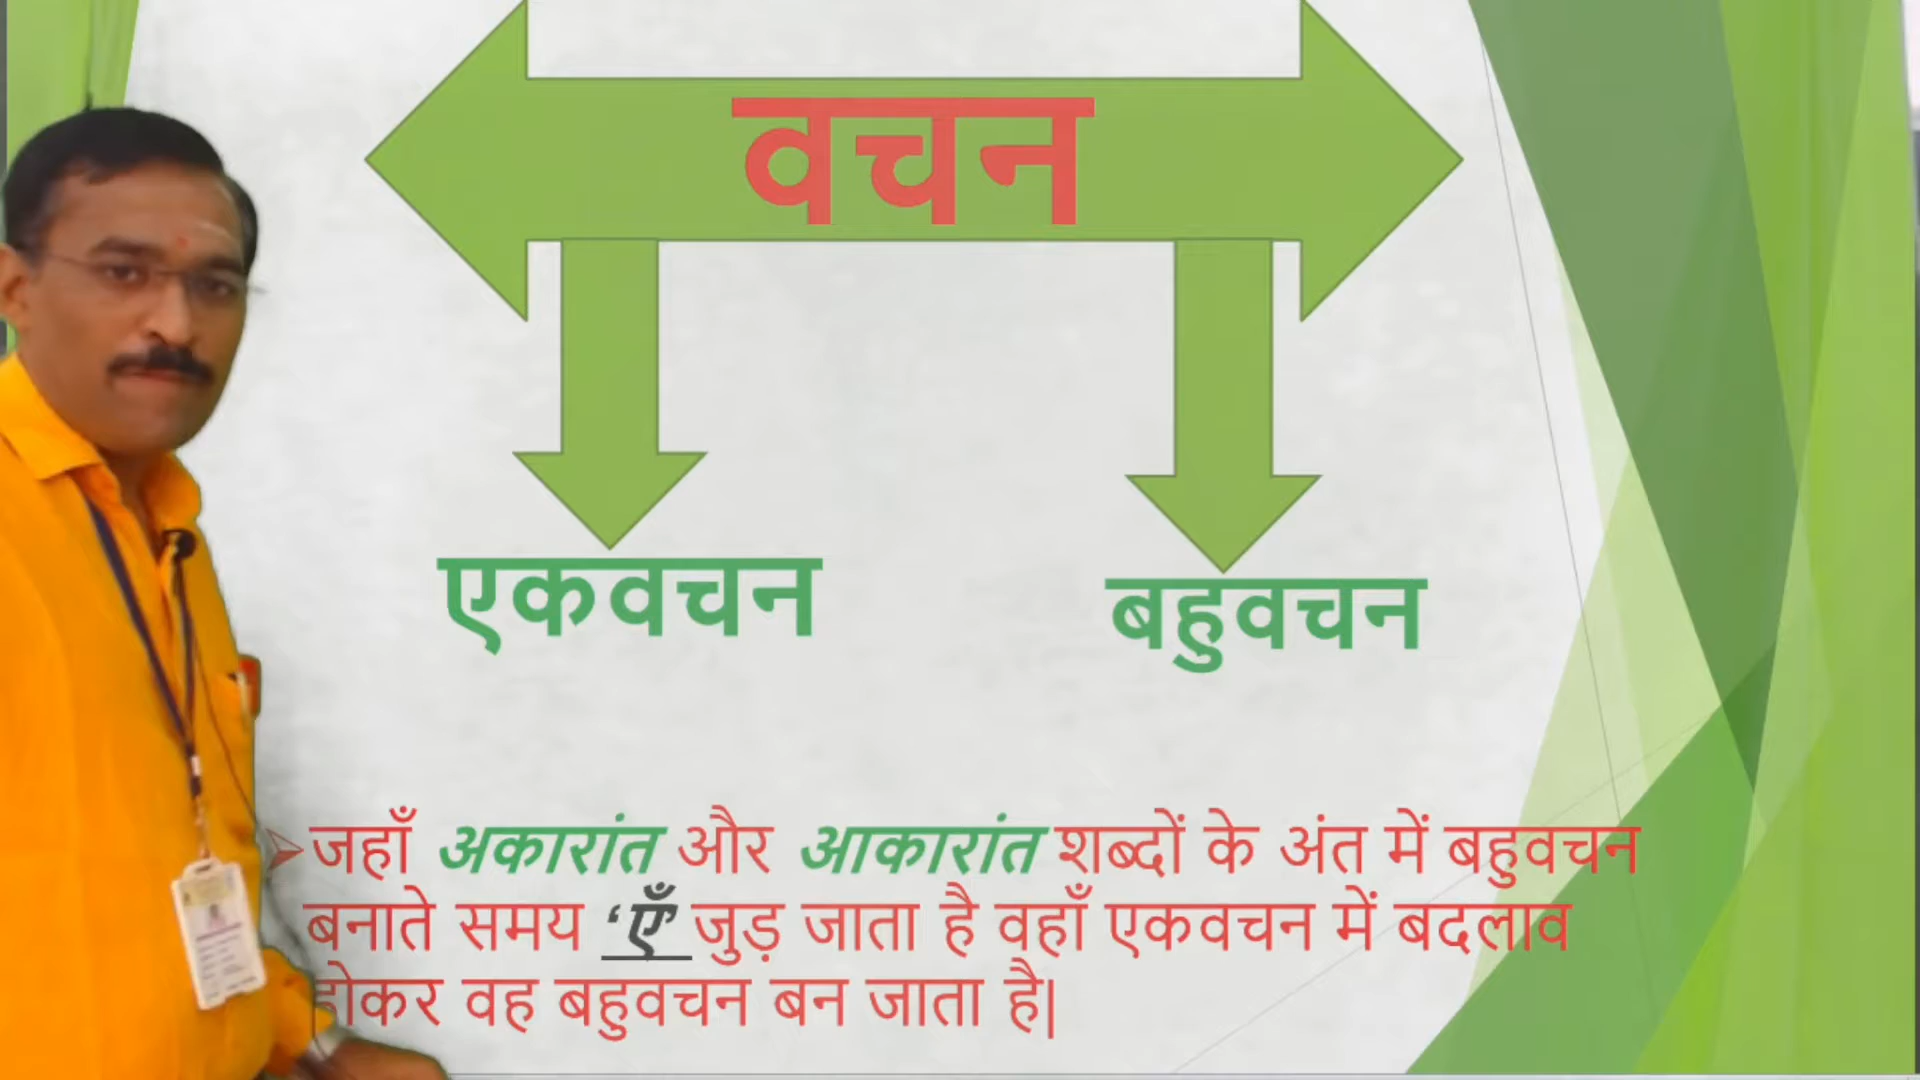 वचन
एकवचन
बहुवचन
जहाँ अकारांत और आकारांत शब्दों के अंत में बहुवचन
बनाते समय ‘एँ’ जुड़ जाता है वहाँ एकवचन में बदलाव
होकर वह बहुवचन बन जाता है|